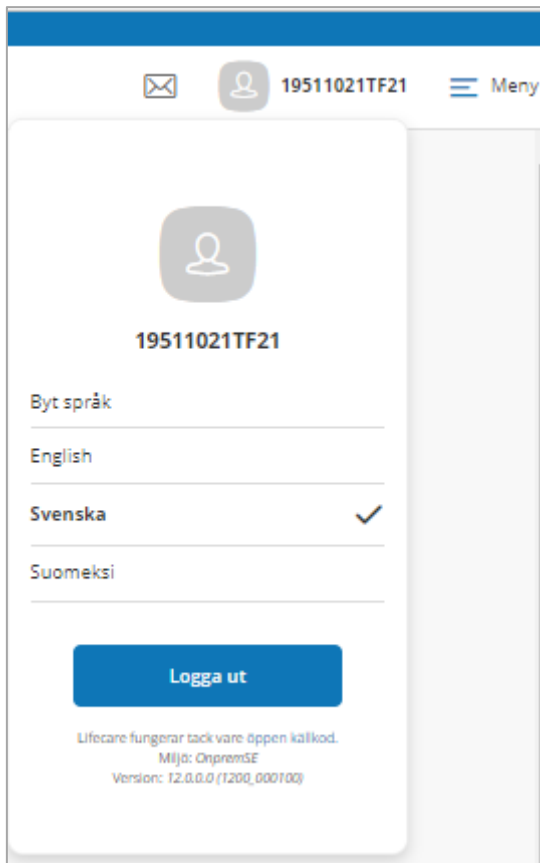 19511021TF21
Meny
19511021TF21
Byt språk
English
Svenska
Suomeksi
Logga ut
Lifecare fungerar tack vare öppen källkod.
Miljö: OnpremSE
Version: 12.0.0.0 (1200_000100)